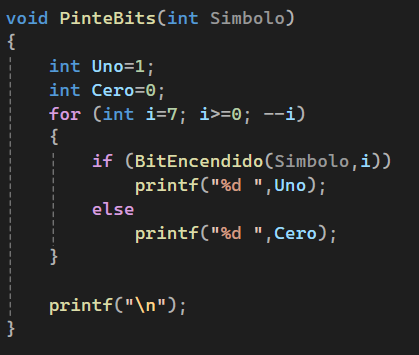 void PinteBits(int Simbolo)
{
    int Uno=1;
    int Cero=0;
    for (int i=7; i>=0; --i)
    {
        if (BitEncendido(Simbolo,i))
            printf("%d ",Uno);
        else
            printf("%d ",Cero);
    }

    printf("\n");
}